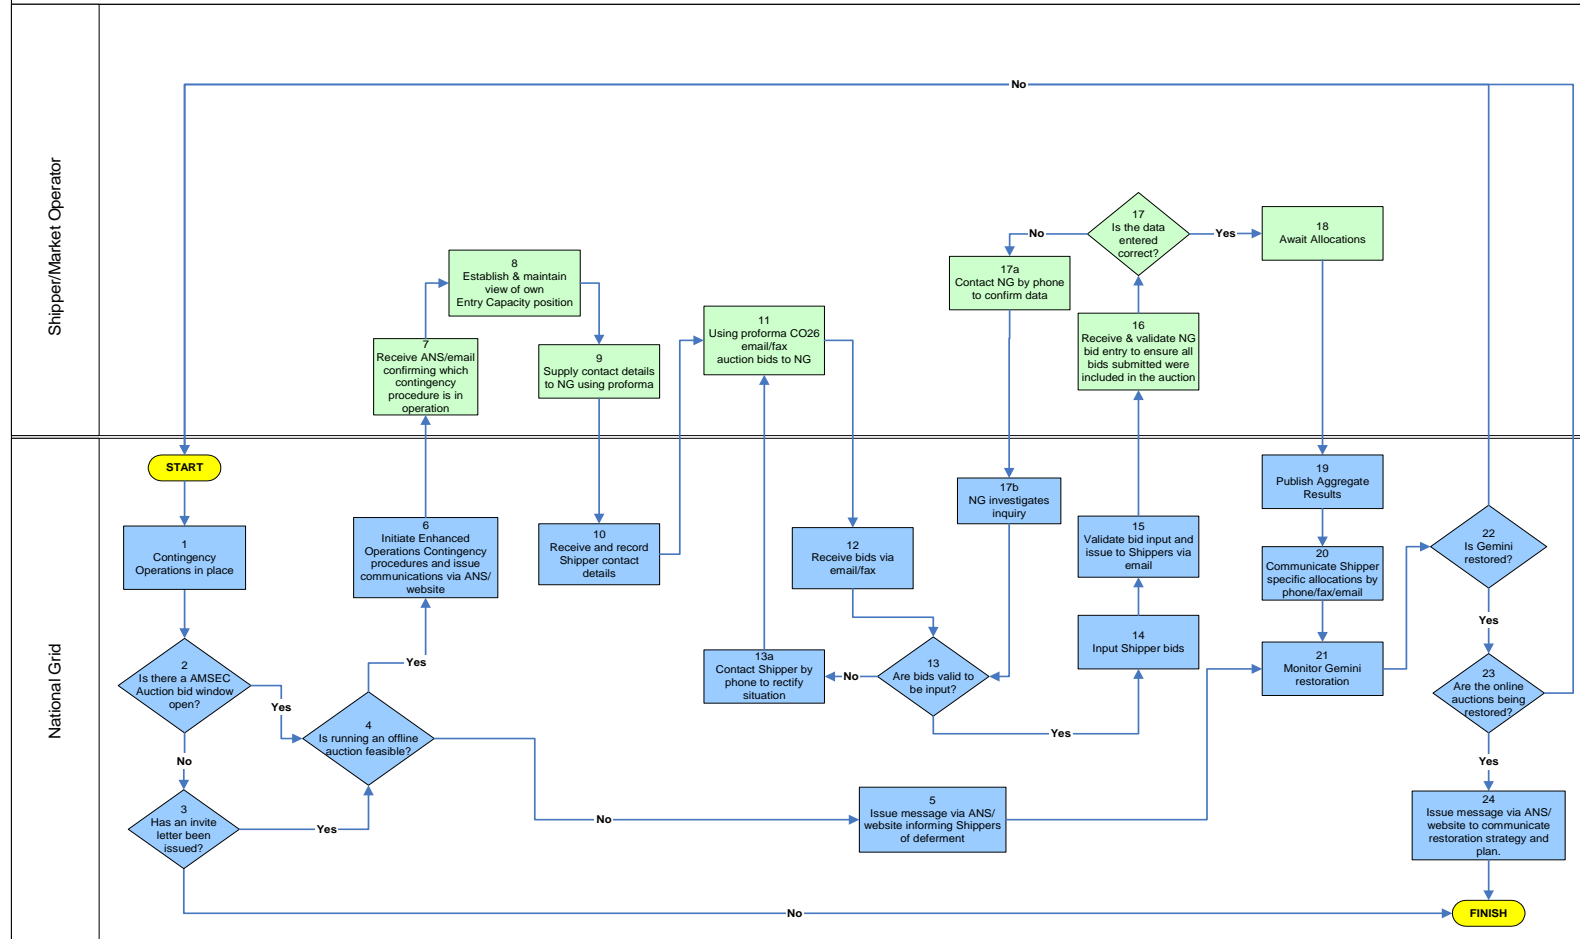 Shipper/Market Operator
No
17
Is the data
entered
correct?
No
Yes
18
Await Allocations
8
Establish & maintain
view of own
Entry Capacity position
17a
Contact NG by phone
to confirm data
7
Receive ANS/email
confirming which
contingency
procedure is in
operation
9
Supply contact details
to NG using proforma
11
Using proforma CO26
email/fax
auction bids to NG
16
Receive & validate NG
bid entry to ensure all
bids submitted were
included in the auction
National Grid
START
1
Contingency
Operations in place
6
Initiate Enhanced
Operations Contingency
procedures and issue
communications via ANS/
website
10
Receive and record
Shipper contact
details
12
Receive bids via
email/fax
17b
NG investigates
inquiry
15
Validate bid input and
issue to Shippers via
email
19
Publish Aggregate
Results
20
Communicate Shipper
specific allocations by
phone/fax/email
22
Is Gemini
restored?
Yes
2
Is there a AMSEC
Auction bid window
open?
Yes
No
Yes
4
Is running an offline
auction feasible?
13a
Contact Shipper by
phone to rectify
situation
No
13
Are bids valid to
be input?
Yes
14
Input Shipper bids
21
Monitor Gemini
restoration
23
Are the online
auctions being
restored?
Yes
3
Has an invite
letter been
issued?
Yes
No
5
Issue message via ANS/
website informing Shippers
of deferment
24
Issue message via ANS/
website to communicate
restoration strategy and
plan.
No
FINISH